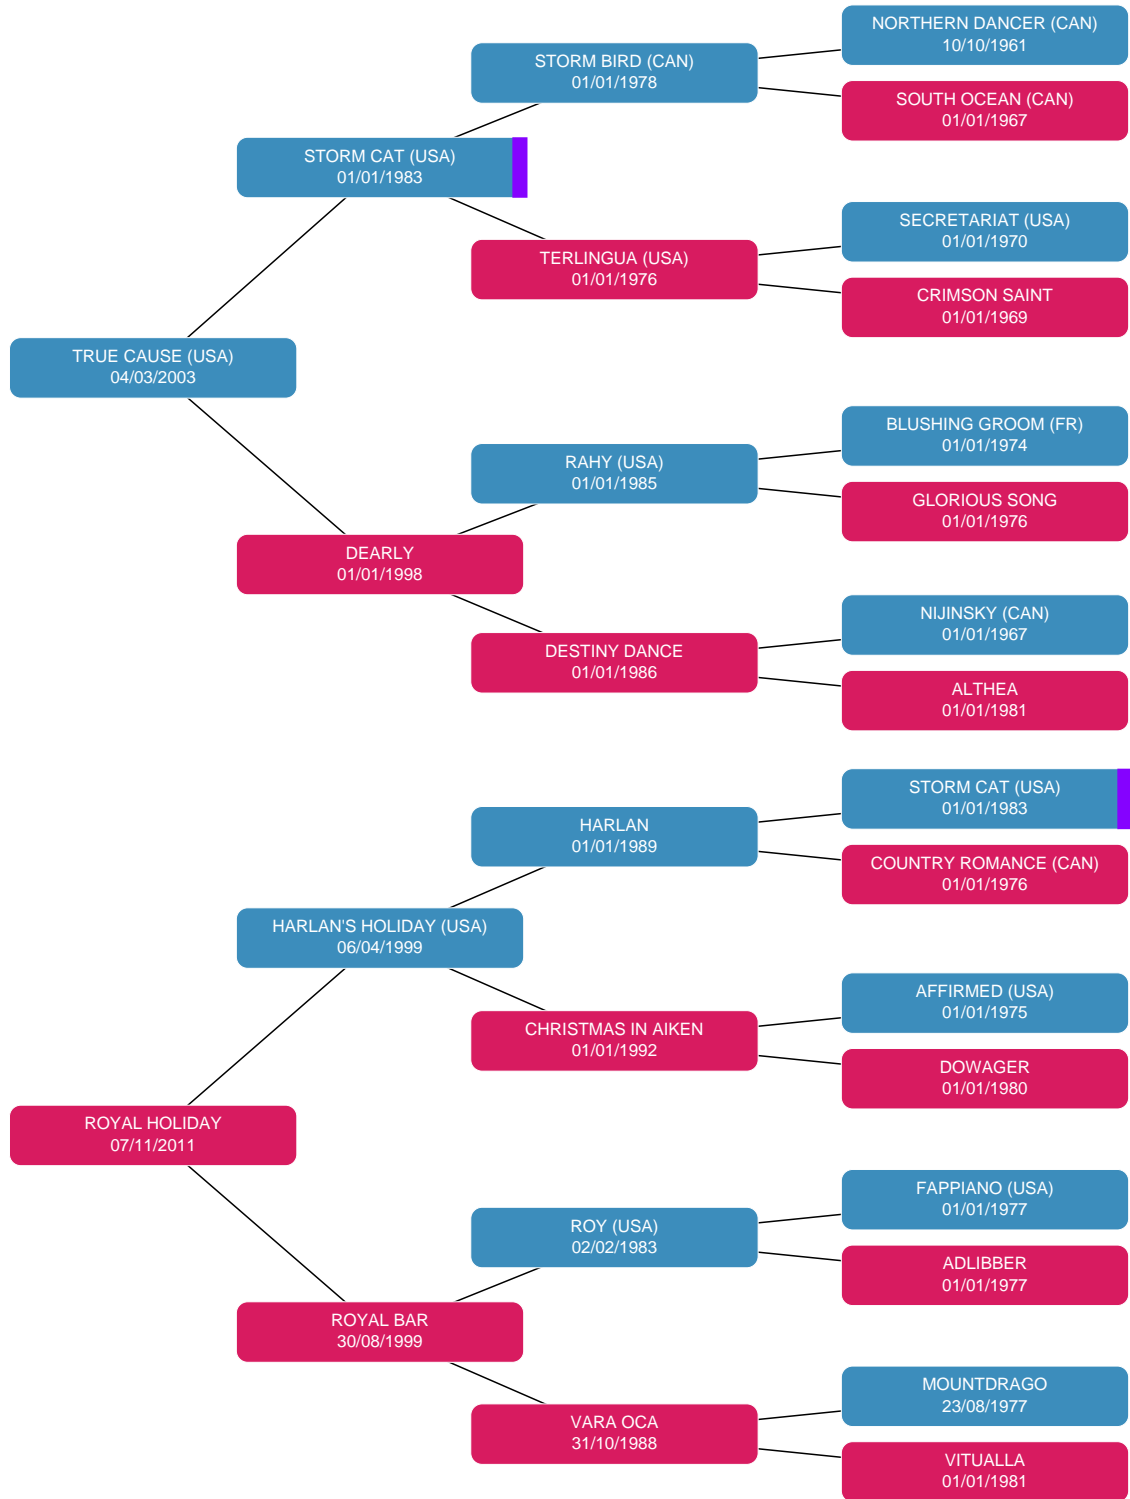 NORTHERN DANCER (CAN)
10/10/1961
STORM BIRD (CAN)
01/01/1978
SOUTH OCEAN (CAN)
01/01/1967
STORM CAT (USA)
01/01/1983
SECRETARIAT (USA)
01/01/1970
TERLINGUA (USA)
01/01/1976
CRIMSON SAINT
01/01/1969
TRUE CAUSE (USA)
04/03/2003
BLUSHING GROOM (FR)
01/01/1974
RAHY (USA)
01/01/1985
GLORIOUS SONG
01/01/1976
DEARLY
01/01/1998
NIJINSKY (CAN)
01/01/1967
DESTINY DANCE
01/01/1986
ALTHEA
01/01/1981
STORM CAT (USA)
01/01/1983
HARLAN
01/01/1989
COUNTRY ROMANCE (CAN)
01/01/1976
HARLAN'S HOLIDAY (USA)
06/04/1999
AFFIRMED (USA)
01/01/1975
CHRISTMAS IN AIKEN
01/01/1992
DOWAGER
01/01/1980
ROYAL HOLIDAY
07/11/2011
FAPPIANO (USA)
01/01/1977
ROY (USA)
02/02/1983
ADLIBBER
01/01/1977
ROYAL BAR
30/08/1999
MOUNTDRAGO
23/08/1977
VARA OCA
31/10/1988
VITUALLA
01/01/1981